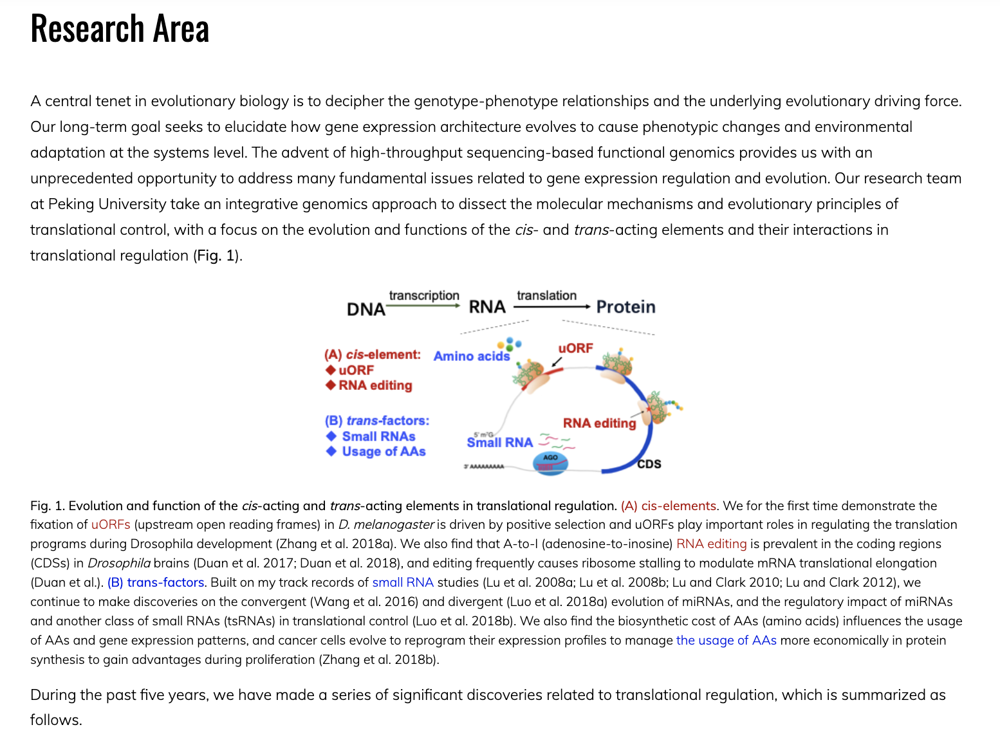 Research Area
A central tenet in evolutionary biology is to decipher the genotype-phenotype relationships and the underlying evolutionary driving force.
Our long-term goal seeks to elucidate how gene expression architecture evolves to cause phenotypic changes and environmental
adaptation at the systems level. The advent of high-throughput sequencing-based functional genomics provides us with an
unprecedented opportunity to address many fundamental issues related to gene expression regulation and evolution. Our research team
at Peking University take an integrative genomics approach to dissect the molecular mechanisms and evolutionary principles of
translational control, with a focus on the evolution and functions of the cis- and trans-acting elements and their interactions in
translational regulation (Fig. 1).
DNA transcription RNA translation Protein
(A) cis-element:
◆ uORF
◆ RNA editing
(B) trans-factors:
◆ Small RNAs
◆ Usage of AAs
Amino acids
uORF
RNA editing
5' m⁷G
Small RNA
AGO
3' AAAAAAAAA
CDS
Fig. 1. Evolution and function of the cis-acting and trans-acting elements in translational regulation. (A) cis-elements. We for the first time demonstrate the
fixation of uORFs (upstream open reading frames) in D. melanogaster is driven by positive selection and uORFs play important roles in regulating the translation
programs during Drosophila development (Zhang et al. 2018a). We also find that A-to-I (adenosine-to-inosine) RNA editing is prevalent in the coding regions
(CDSs) in Drosophila brains (Duan et al. 2017; Duan et al. 2018), and editing frequently causes ribosome stalling to modulate mRNA translational elongation
(Duan et al.). (B) trans-factors. Built on my track records of small RNA studies (Lu et al. 2008a; Lu et al. 2008b; Lu and Clark 2010; Lu and Clark 2012), we
continue to make discoveries on the convergent (Wang et al. 2016) and divergent (Luo et al. 2018a) evolution of miRNAs, and the regulatory impact of miRNAs
and another class of small RNAs (tsRNAs) in translational control (Luo et al. 2018b). We also find the biosynthetic cost of AAs (amino acids) influences the usage
of AAs and gene expression patterns, and cancer cells evolve to reprogram their expression profiles to manage the usage of AAs more economically in protein
synthesis to gain advantages during proliferation (Zhang et al. 2018b).
During the past five years, we have made a series of significant discoveries related to translational regulation, which is summarized as
follows.